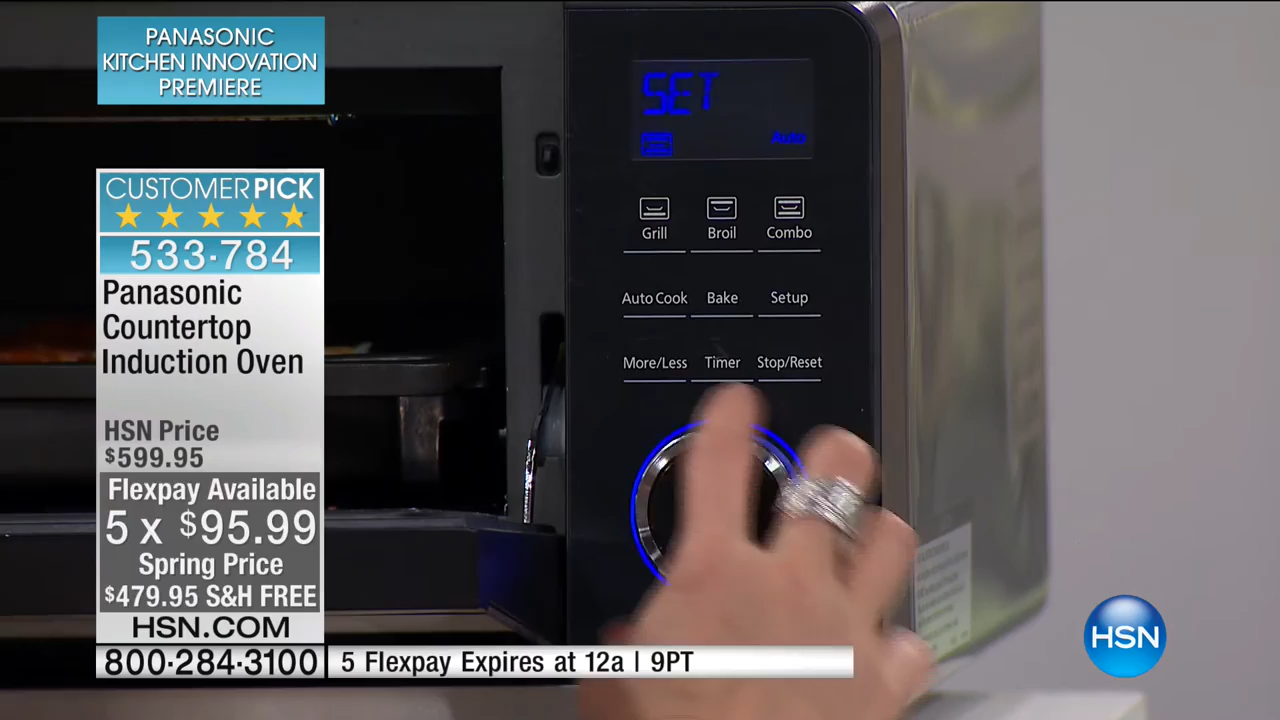 PANASONIC
KITCHEN INNOVATION
PREMIERE
CUSTOMERPICK
533-784
Panasonic
Countertop
Induction Oven
HSN Price
$599.95
Flexpay Available
5 x $95.99
Spring Price
$479.95 S&H FREE
HSN.COM
800-284-3100
5 Flexpay Expires at 12a | 9PT
SET
Auto
Grill Broil Combo
Auto Cook Bake Setup
More/Less Timer Stop/Reset
HSN